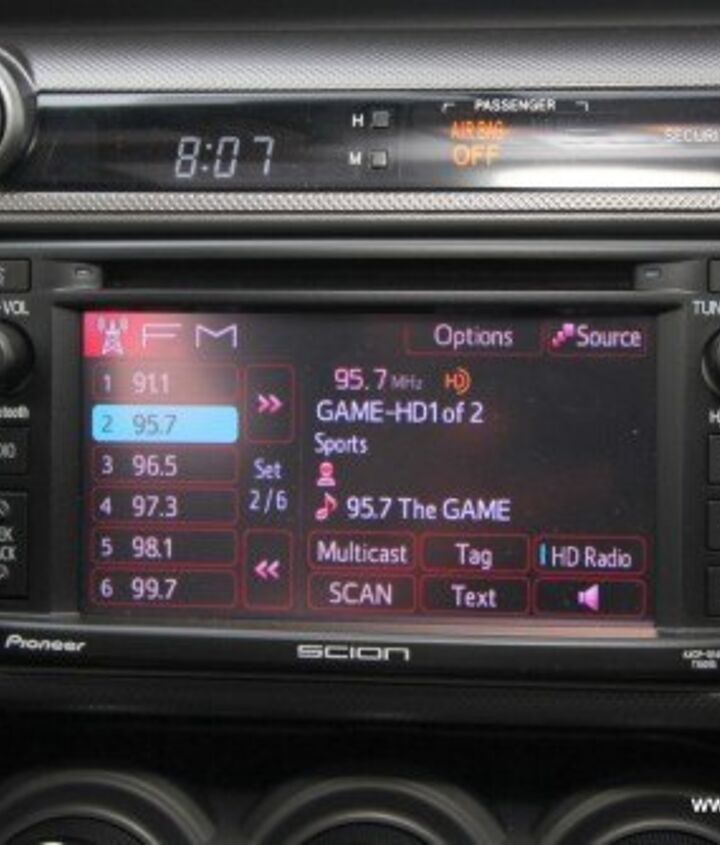 PASSENGER
H
8:07
AIR BAG
M
OFF
VOL
FM
Options
Source
1 91.1
95.7 MHz HD
2 95.7
GAME-HD1 of 2
Sports
3 96.5
Set
4 97.3
2/6
95.7 The GAME
5 98.1
Multicast
Tag
HD Radio
6 99.7
SCAN
Text
Pioneer
SCION